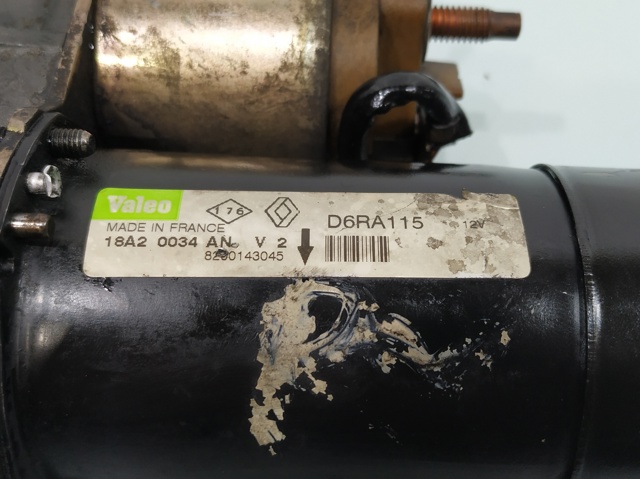 Valeo
176
D6RA115
12V
MADE IN FRANCE
18A2 0034 AN V 2
8200143045